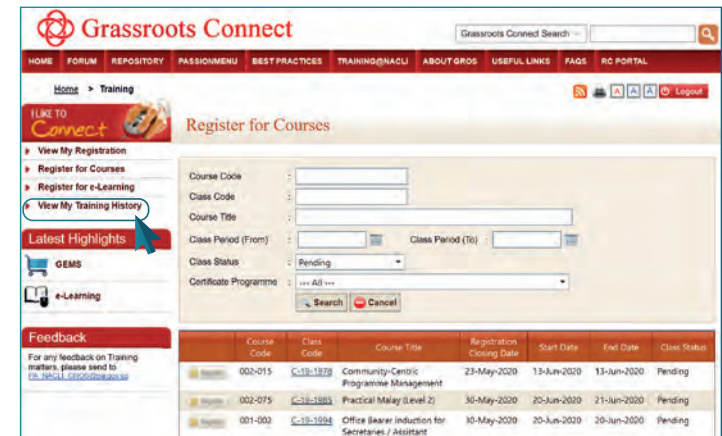 Grassroots Connect
Grassroots Connect Search
HOME FORUM REPOSITORY PASSIONMENU BEST PRACTICES TRAINING@NACLI ABOUT GROS USEFUL LINKS FAQS RC PORTAL
Home > Training
A A A Logout
I LIKE TO
Connect
View My Registration
Register for Courses
Register for e-Learning
View My Training History
Latest Highlights
GEMS
e-Learning
Feedback
For any feedback on Training
matters, please send to
Register for Courses
Course Code :
Class Code :
Course Title :
Class Period (From) : Class Period (To) :
Class Status : Pending
Certificate Programme : --- All ---
Search Cancel
Course Code Class Code Course Title Registration Closing Date Start Date End Date Class Status
002-015 C-19-1978 Community-Centric Programme Management 23-May-2020 13-Jun-2020 13-Jun-2020 Pending
002-075 C-19-1985 Practical Malay (Level 2) 30-May-2020 20-Jun-2020 21-Jun-2020 Pending
001-002 C-19-1994 Office Bearer Induction for Secretaries / Assistant 30-May-2020 20-Jun-2020 20-Jun-2020 Pending